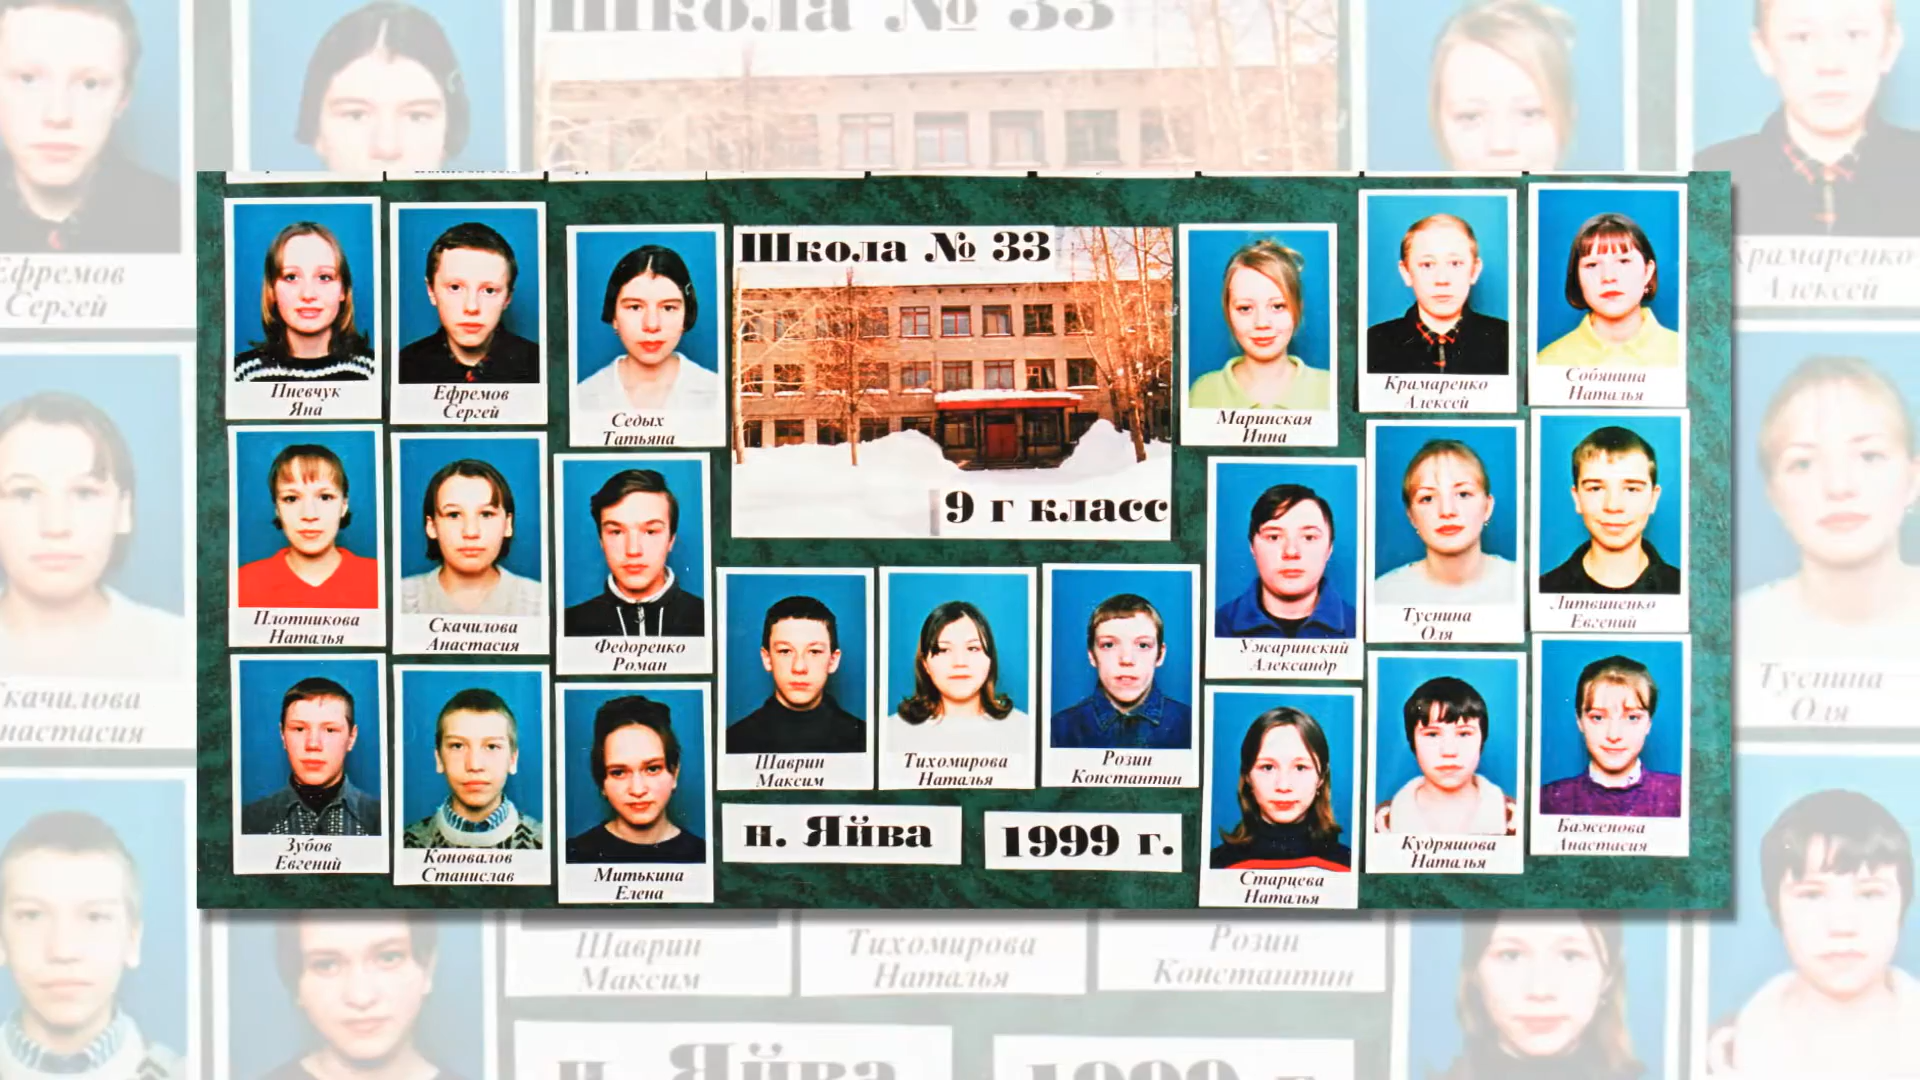 Школа № 33
9 г класс
Пневчук
Яна
Ефремов
Сергей
Седых
Татьяна
Маринская
Инна
Крамаренко
Алексей
Собянина
Наталья
Плотникова
Наталья
Скачилова
Анастасия
Федоренко
Роман
Ужаринский
Александр
Туснина
Оля
Литвиненко
Евгений
Шаврин
Максим
Тихомирова
Наталья
Розин
Константин
Зубов
Евгений
Коновалов
Станислав
Митькина
Елена
Старцева
Наталья
Кудряшова
Наталья
Баженова
Анастасия
п. Яйва
1999 г.